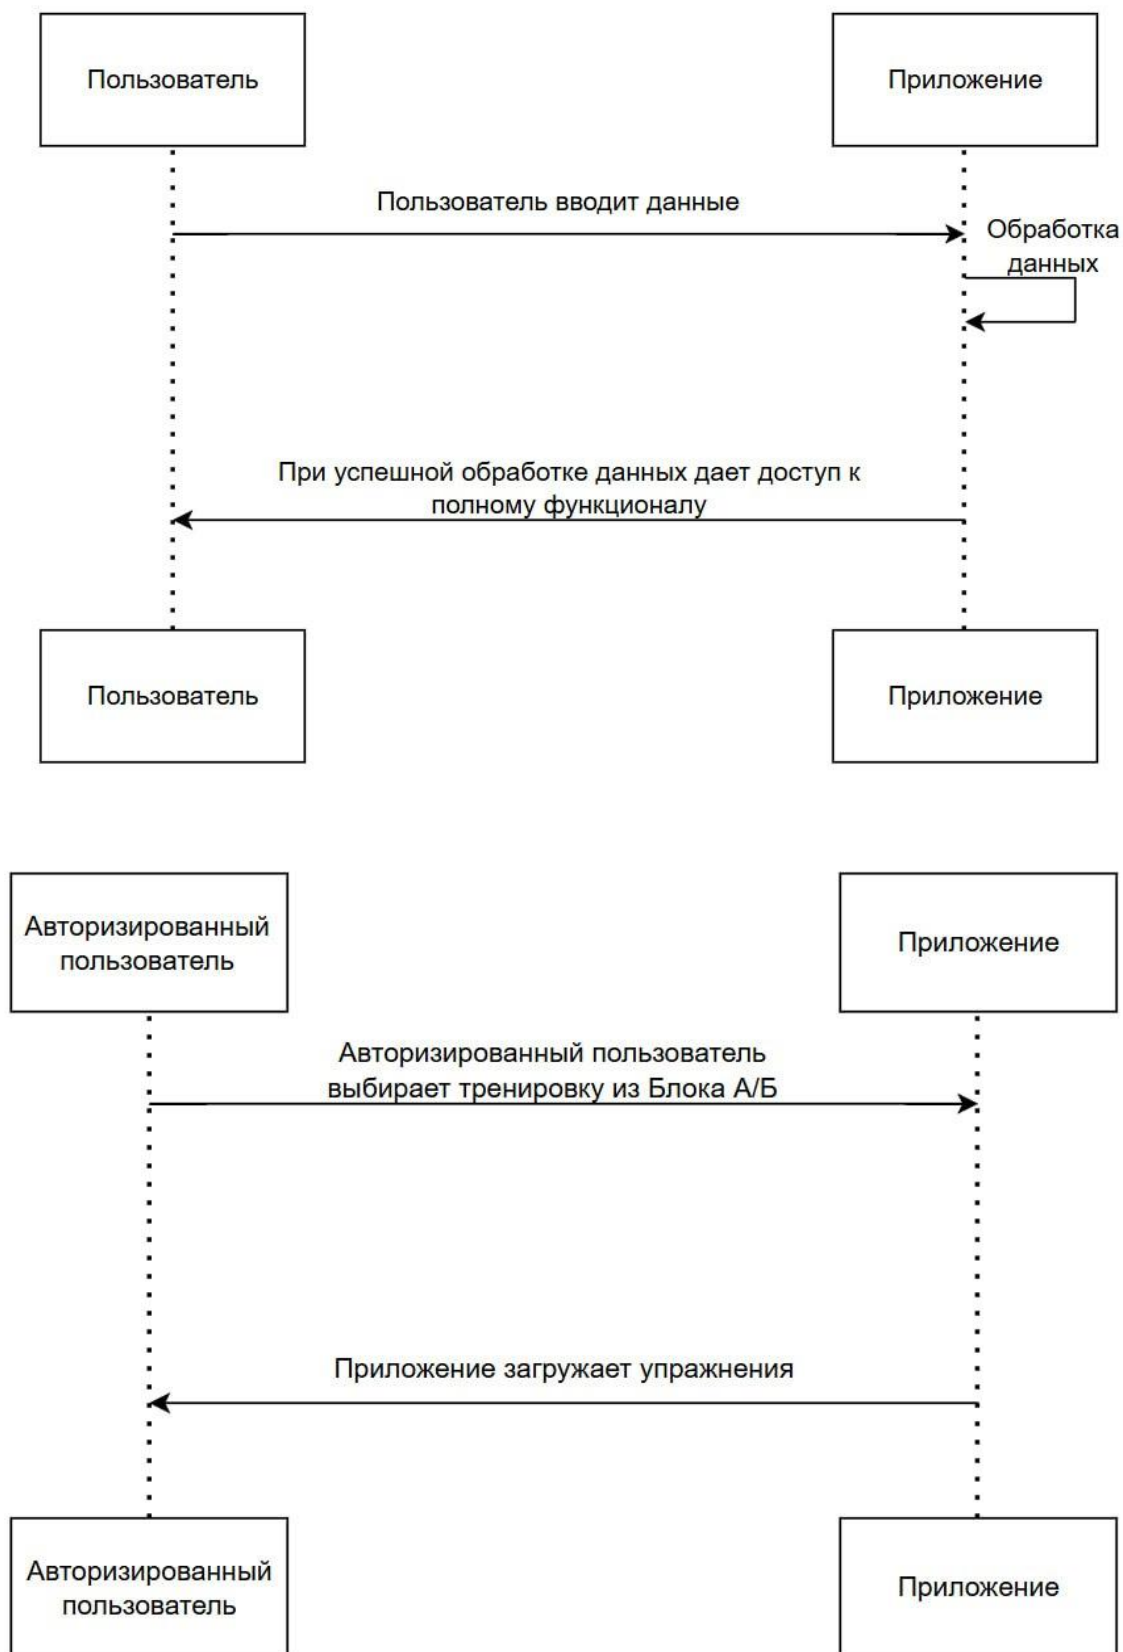 Пользователь
Приложение
Пользователь вводит данные
Обработка
данных
При успешной обработке данных дает доступ к
полному функционалу
Пользователь
Приложение
Авторизированный
пользователь
Приложение
Авторизированный пользователь
выбирает тренировку из Блока А/Б
Приложение загружает упражнения
Авторизированный
пользователь
Приложение